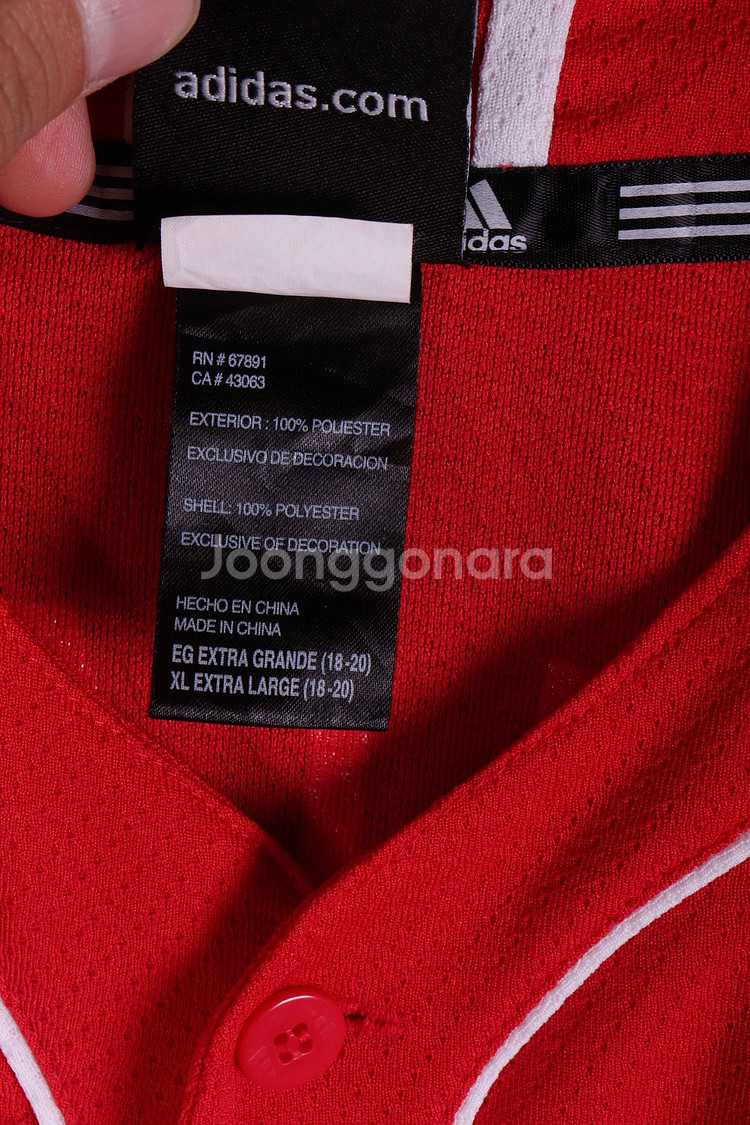 adidas.com
adidas
RN # 67891
CA # 43063
EXTERIOR : 100% POLIESTER
EXCLUSIVO DE DECORACION
SHELL: 100% POLYESTER
EXCLUSIVE OF DECORATION
Joonggonara
HECHO EN CHINA
MADE IN CHINA
EG EXTRA GRANDE (18-20)
XL EXTRA LARGE (18-20)